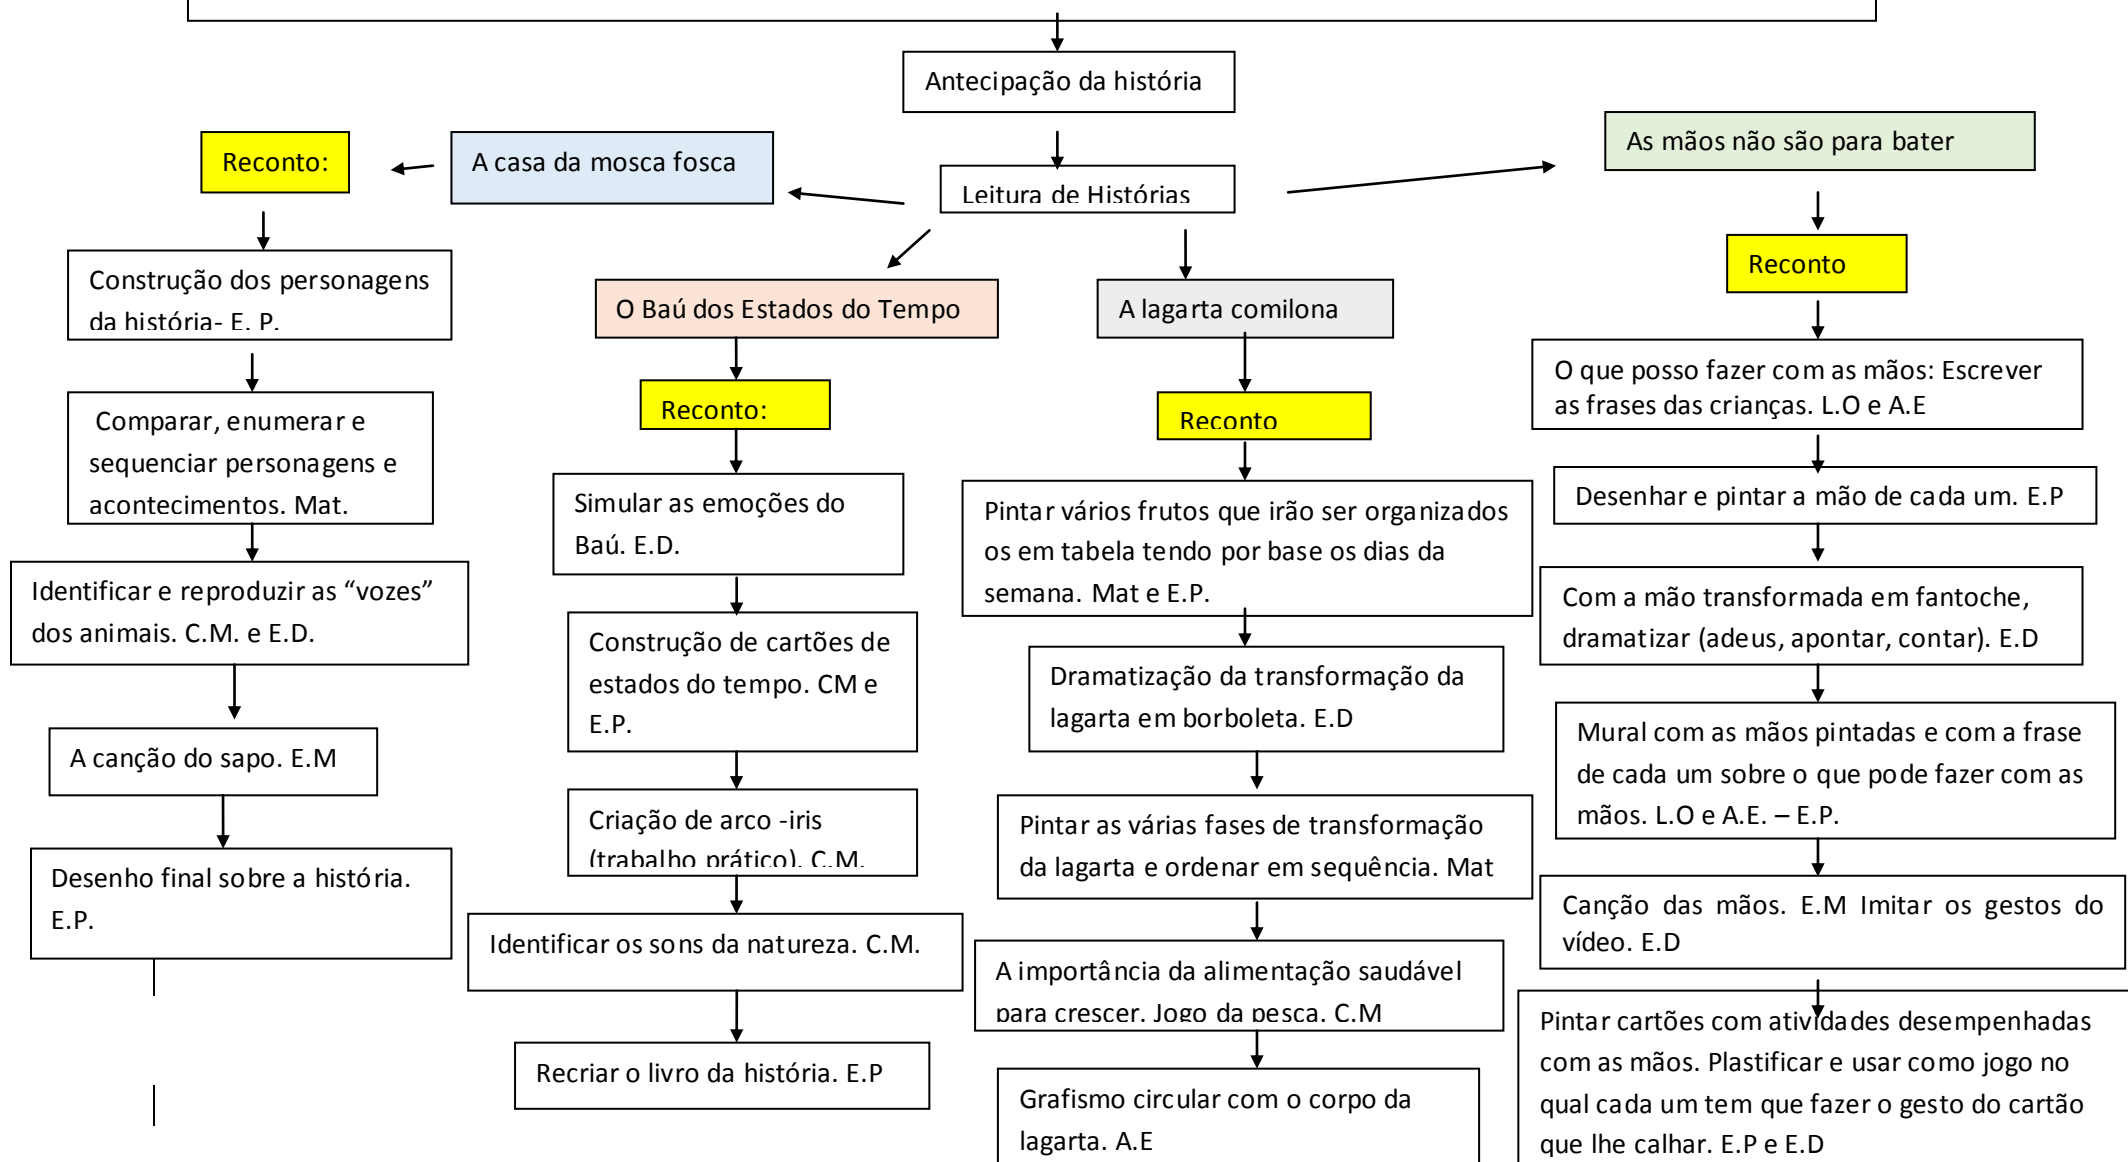 Antecipação da história
Leitura de Histórias
A casa da mosca fosca
Reconto:
Construção dos personagens
da história- E. P.
Comparar, enumerar e
sequenciar personagens e
acontecimentos. Mat.
Identificar e reproduzir as “vozes”
dos animais. C.M. e E.D.
A canção do sapo. E.M
Desenho final sobre a história.
E.P.
O Baú dos Estados do Tempo
Reconto:
Simular as emoções do
Baú. E.D.
Construção de cartões de
estados do tempo. CM e
E.P.
Criação de arco -iris
(trabalho prático). C.M.
Identificar os sons da natureza. C.M.
Recriar o livro da história. E.P
A lagarta comilona
Reconto
Pintar vários frutos que irão ser organizados
os em tabela tendo por base os dias da
semana. Mat e E.P.
Dramatização da transformação da
lagarta em borboleta. E.D
Pintar as várias fases de transformação
da lagarta e ordenar em sequência. Mat
A importância da alimentação saudável
para crescer. Jogo da pesca. C.M
Grafismo circular com o corpo da
lagarta. A.E
As mãos não são para bater
Reconto
O que posso fazer com as mãos: Escrever
as frases das crianças. L.O e A.E
Desenhar e pintar a mão de cada um. E.P
Com a mão transformada em fantoche,
dramatizar (adeus, apontar, contar). E.D
Mural com as mãos pintadas e com a frase
de cada um sobre o que pode fazer com as
mãos. L.O e A.E. – E.P.
Canção das mãos. E.M Imitar os gestos do
vídeo. E.D
Pintar cartões com atividades desempenhadas
com as mãos. Plastificar e usar como jogo no
qual cada um tem que fazer o gesto do cartão
que lhe calhar. E.P e E.D